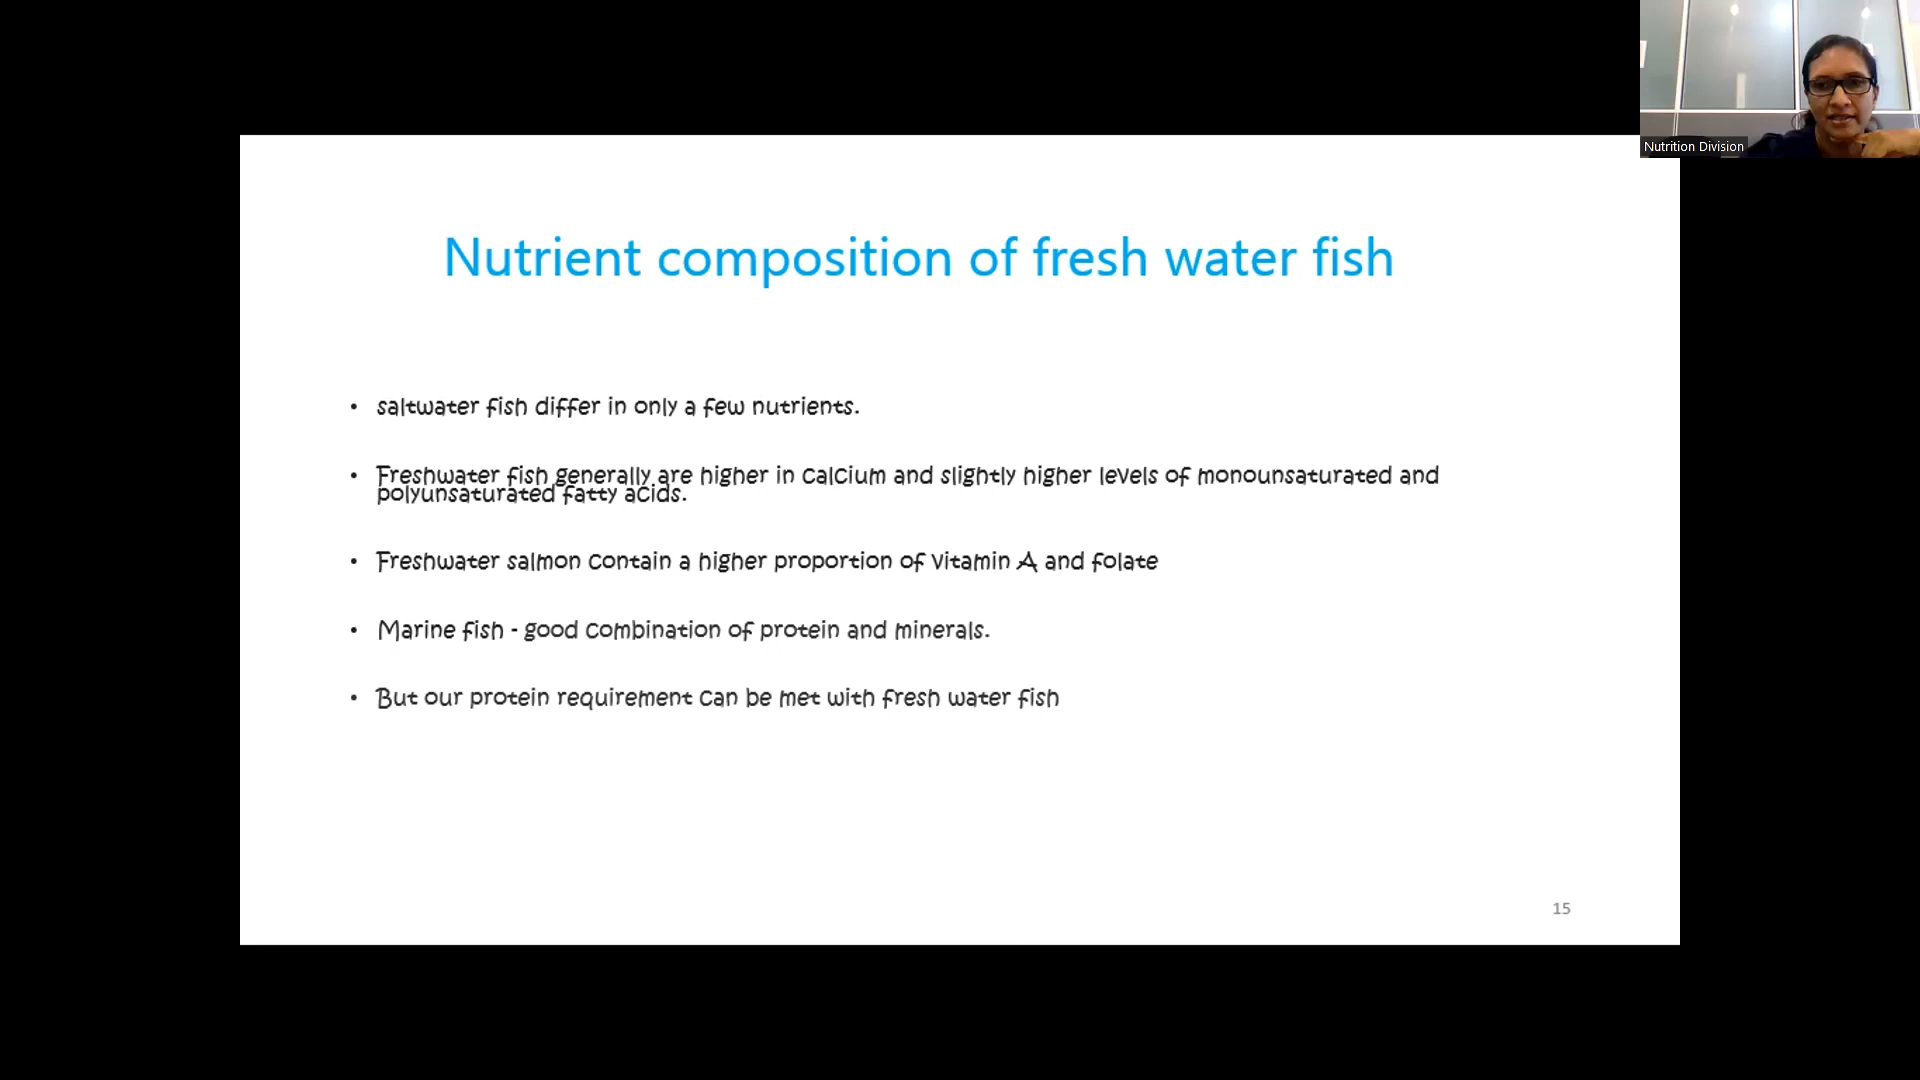 Nutrition Division
Nutrient composition of fresh water fish
• saltwater fish differ in only a few nutrients.
• Freshwater fish generally are higher in calcium and slightly higher levels of monounsaturated and
polyunsaturated fatty acids.
• Freshwater salmon contain a higher proportion of vitamin A and folate
• Marine fish - good combination of protein and minerals.
• But our protein requirement can be met with fresh water fish
15